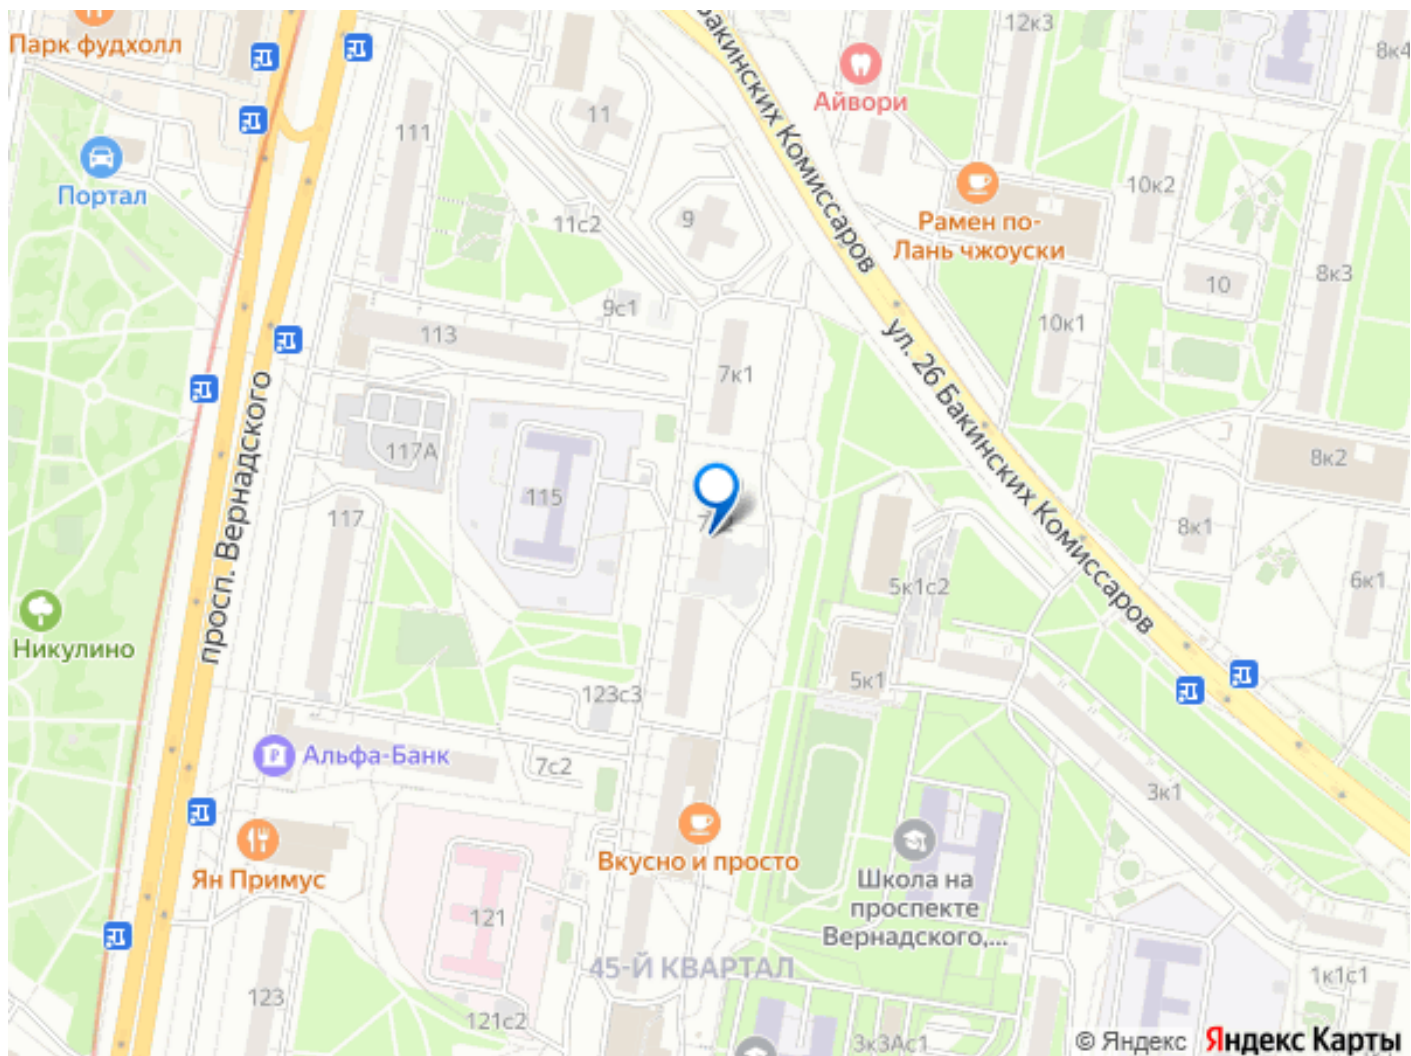 Парк фудхолл
Бакинских Комиссаров
12к3
8к4
Айвори
11
111
Портал
10к2
Рамен по-
Лань чжоуски
9
11с2
8к3
10
9с1
10к1
113
ул. 26 Бакинских Комиссаров
7к1
просп. Вернадского
117А
8к2
115
117
8к1
5к1с2
6к1
Никулино
5к1
123с3
Альфа-Банк
7с2
3к1
Вкусно и просто
Ян Примус
Школа на
проспекте
Вернадского,...
121
45-Й КВАРТАЛ
1к1с1
123
121с2
3к3Ас1
© Яндекс Яндекс Карты